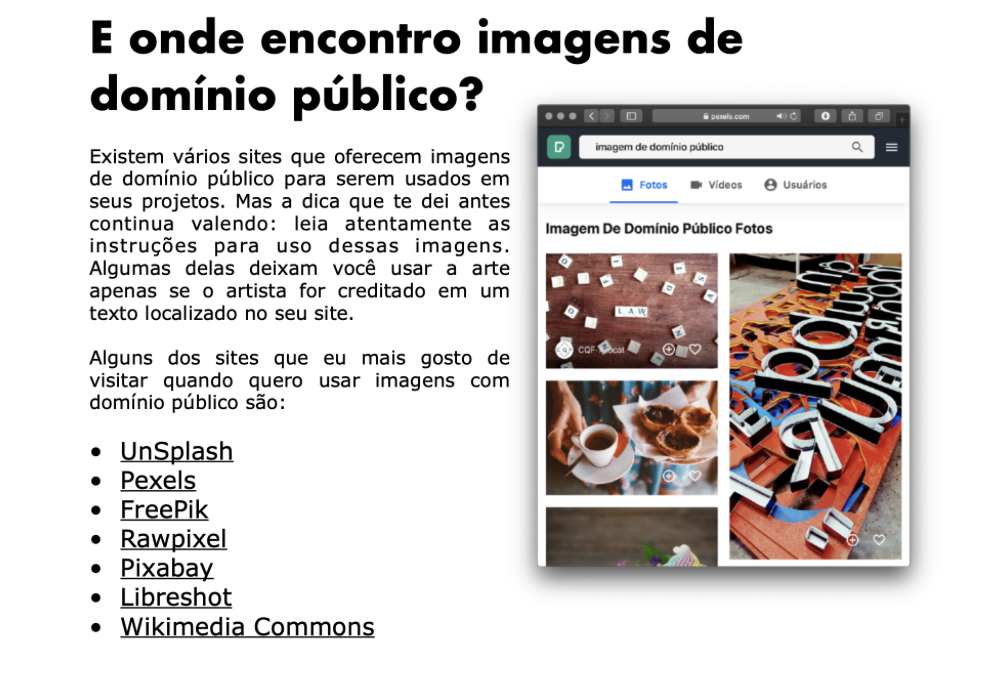 E onde encontro imagens de
domínio público?
Existem vários sites que oferecem imagens
de domínio público para serem usados em
seus projetos. Mas a dica que te dei antes
continua valendo: leia atentamente as
instruções para uso dessas imagens.
Algumas delas deixam você usar a arte
apenas se o artista for creditado em um
texto localizado no seu site.
Alguns dos sites que eu mais gosto de
visitar quando quero usar imagens com
domínio público são:
• UnSplash
• Pexels
• FreePik
• Rawpixel
• Pixabay
• Libreshot
• Wikimedia Commons
pexels.com
imagem de domínio público
Fotos Vídeos Usuários
Imagem De Domínio Público Fotos
LAW